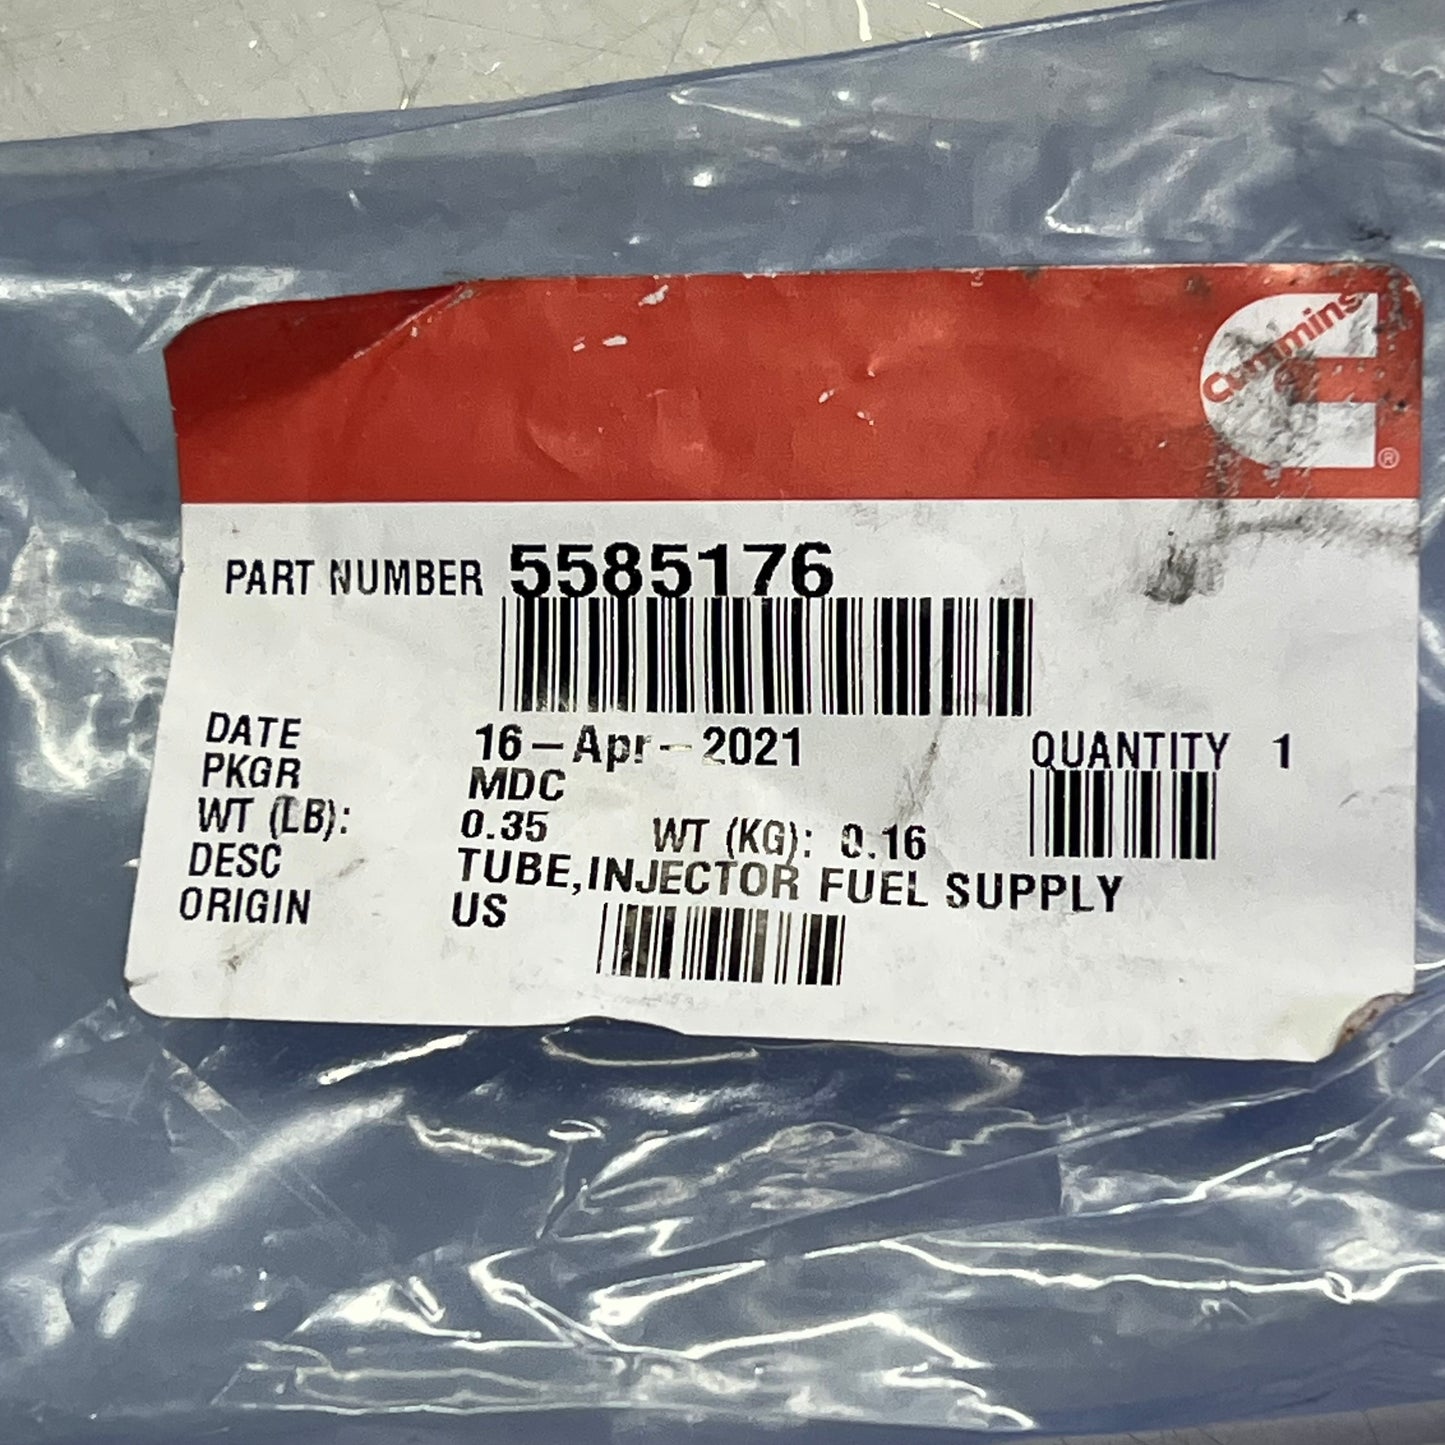 Cummins
®
PART NUMBER 5585176
DATE 16-Apr-2021 QUANTITY 1
PKGR MDC
WT (LB): 0.35 WT (KG): 0.16
DESC TUBE,INJECTOR FUEL SUPPLY
ORIGIN US